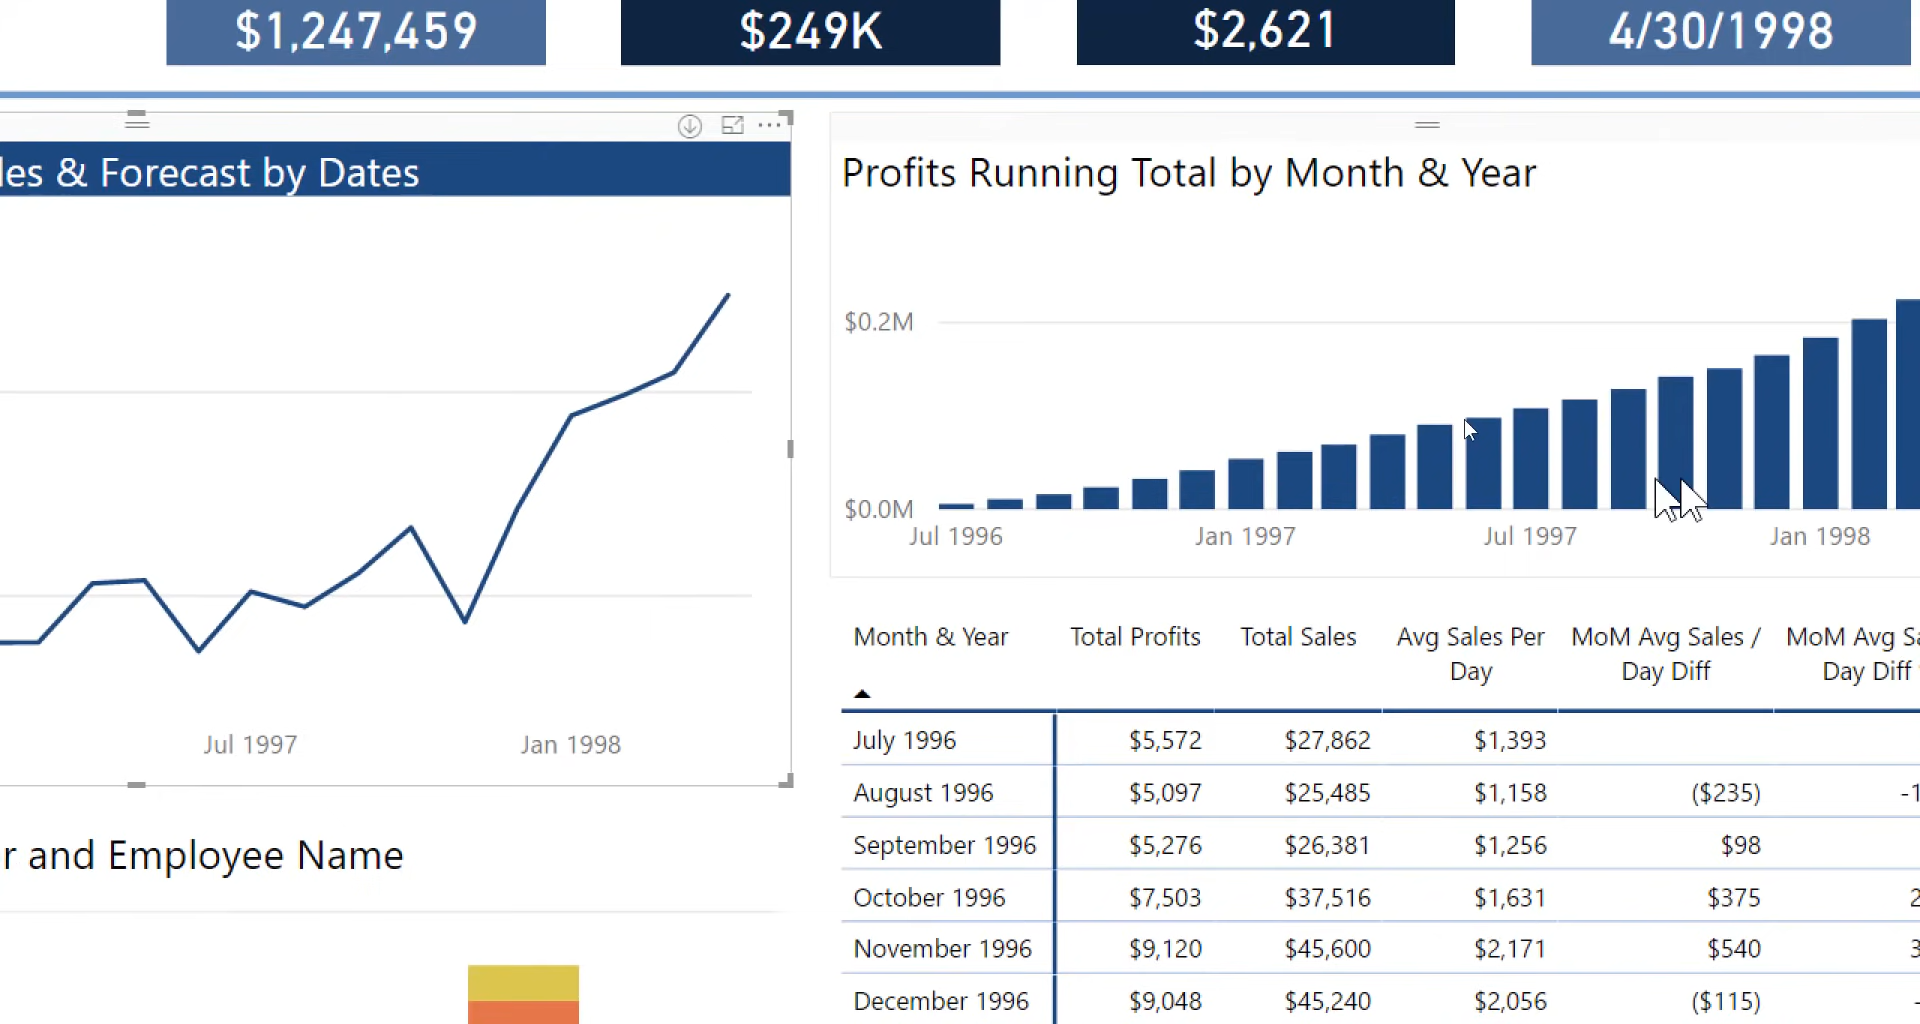 $1,247,459
$249K
$2,621
4/30/1998
les & Forecast by Dates
Jul 1997
Jan 1998
r and Employee Name
Profits Running Total by Month & Year
$0.2M
$0.0M
Jul 1996
Jan 1997
Jul 1997
Jan 1998
Month & Year Total Profits Total Sales Avg Sales Per Day MoM Avg Sales / Day Diff MoM Avg Sa Day Diff
July 1996 $5,572 $27,862 $1,393
August 1996 $5,097 $25,485 $1,158 ($235) -1
September 1996 $5,276 $26,381 $1,256 $98
October 1996 $7,503 $37,516 $1,631 $375 2
November 1996 $9,120 $45,600 $2,171 $540 3
December 1996 $9,048 $45,240 $2,056 ($115) -